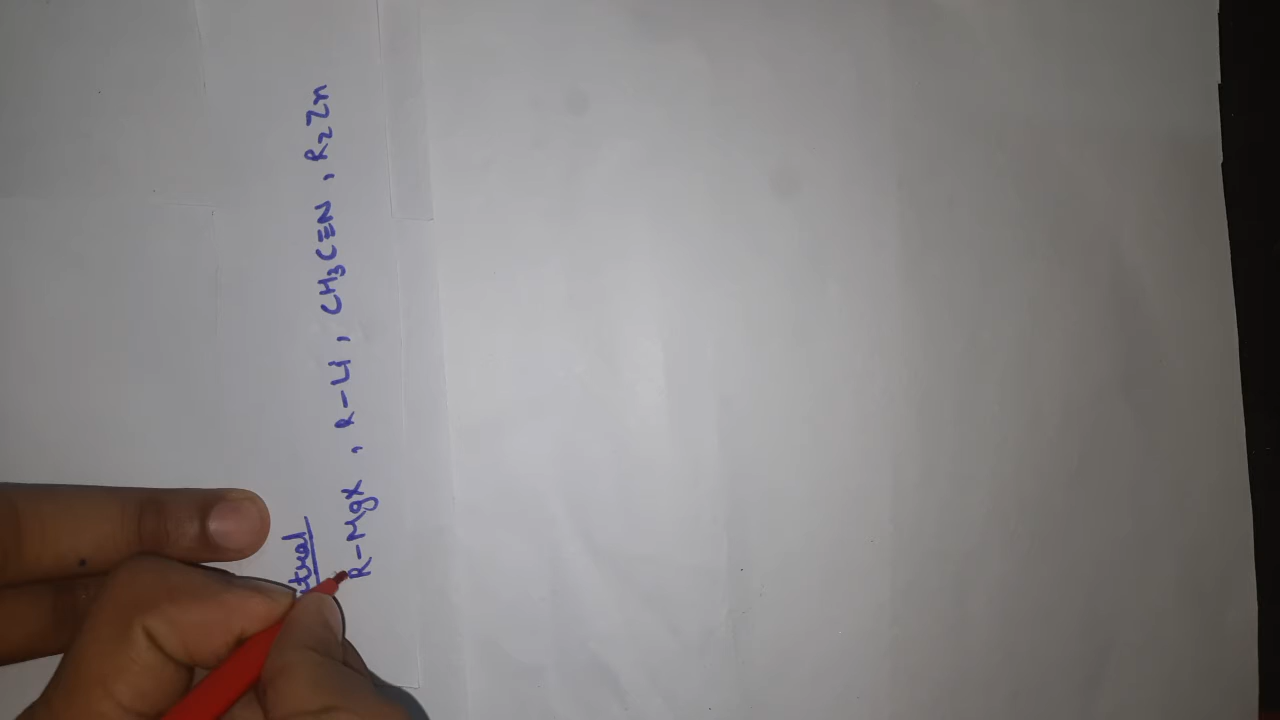 R-MgX, R-Li, CH₃C≡N, R₂Zn